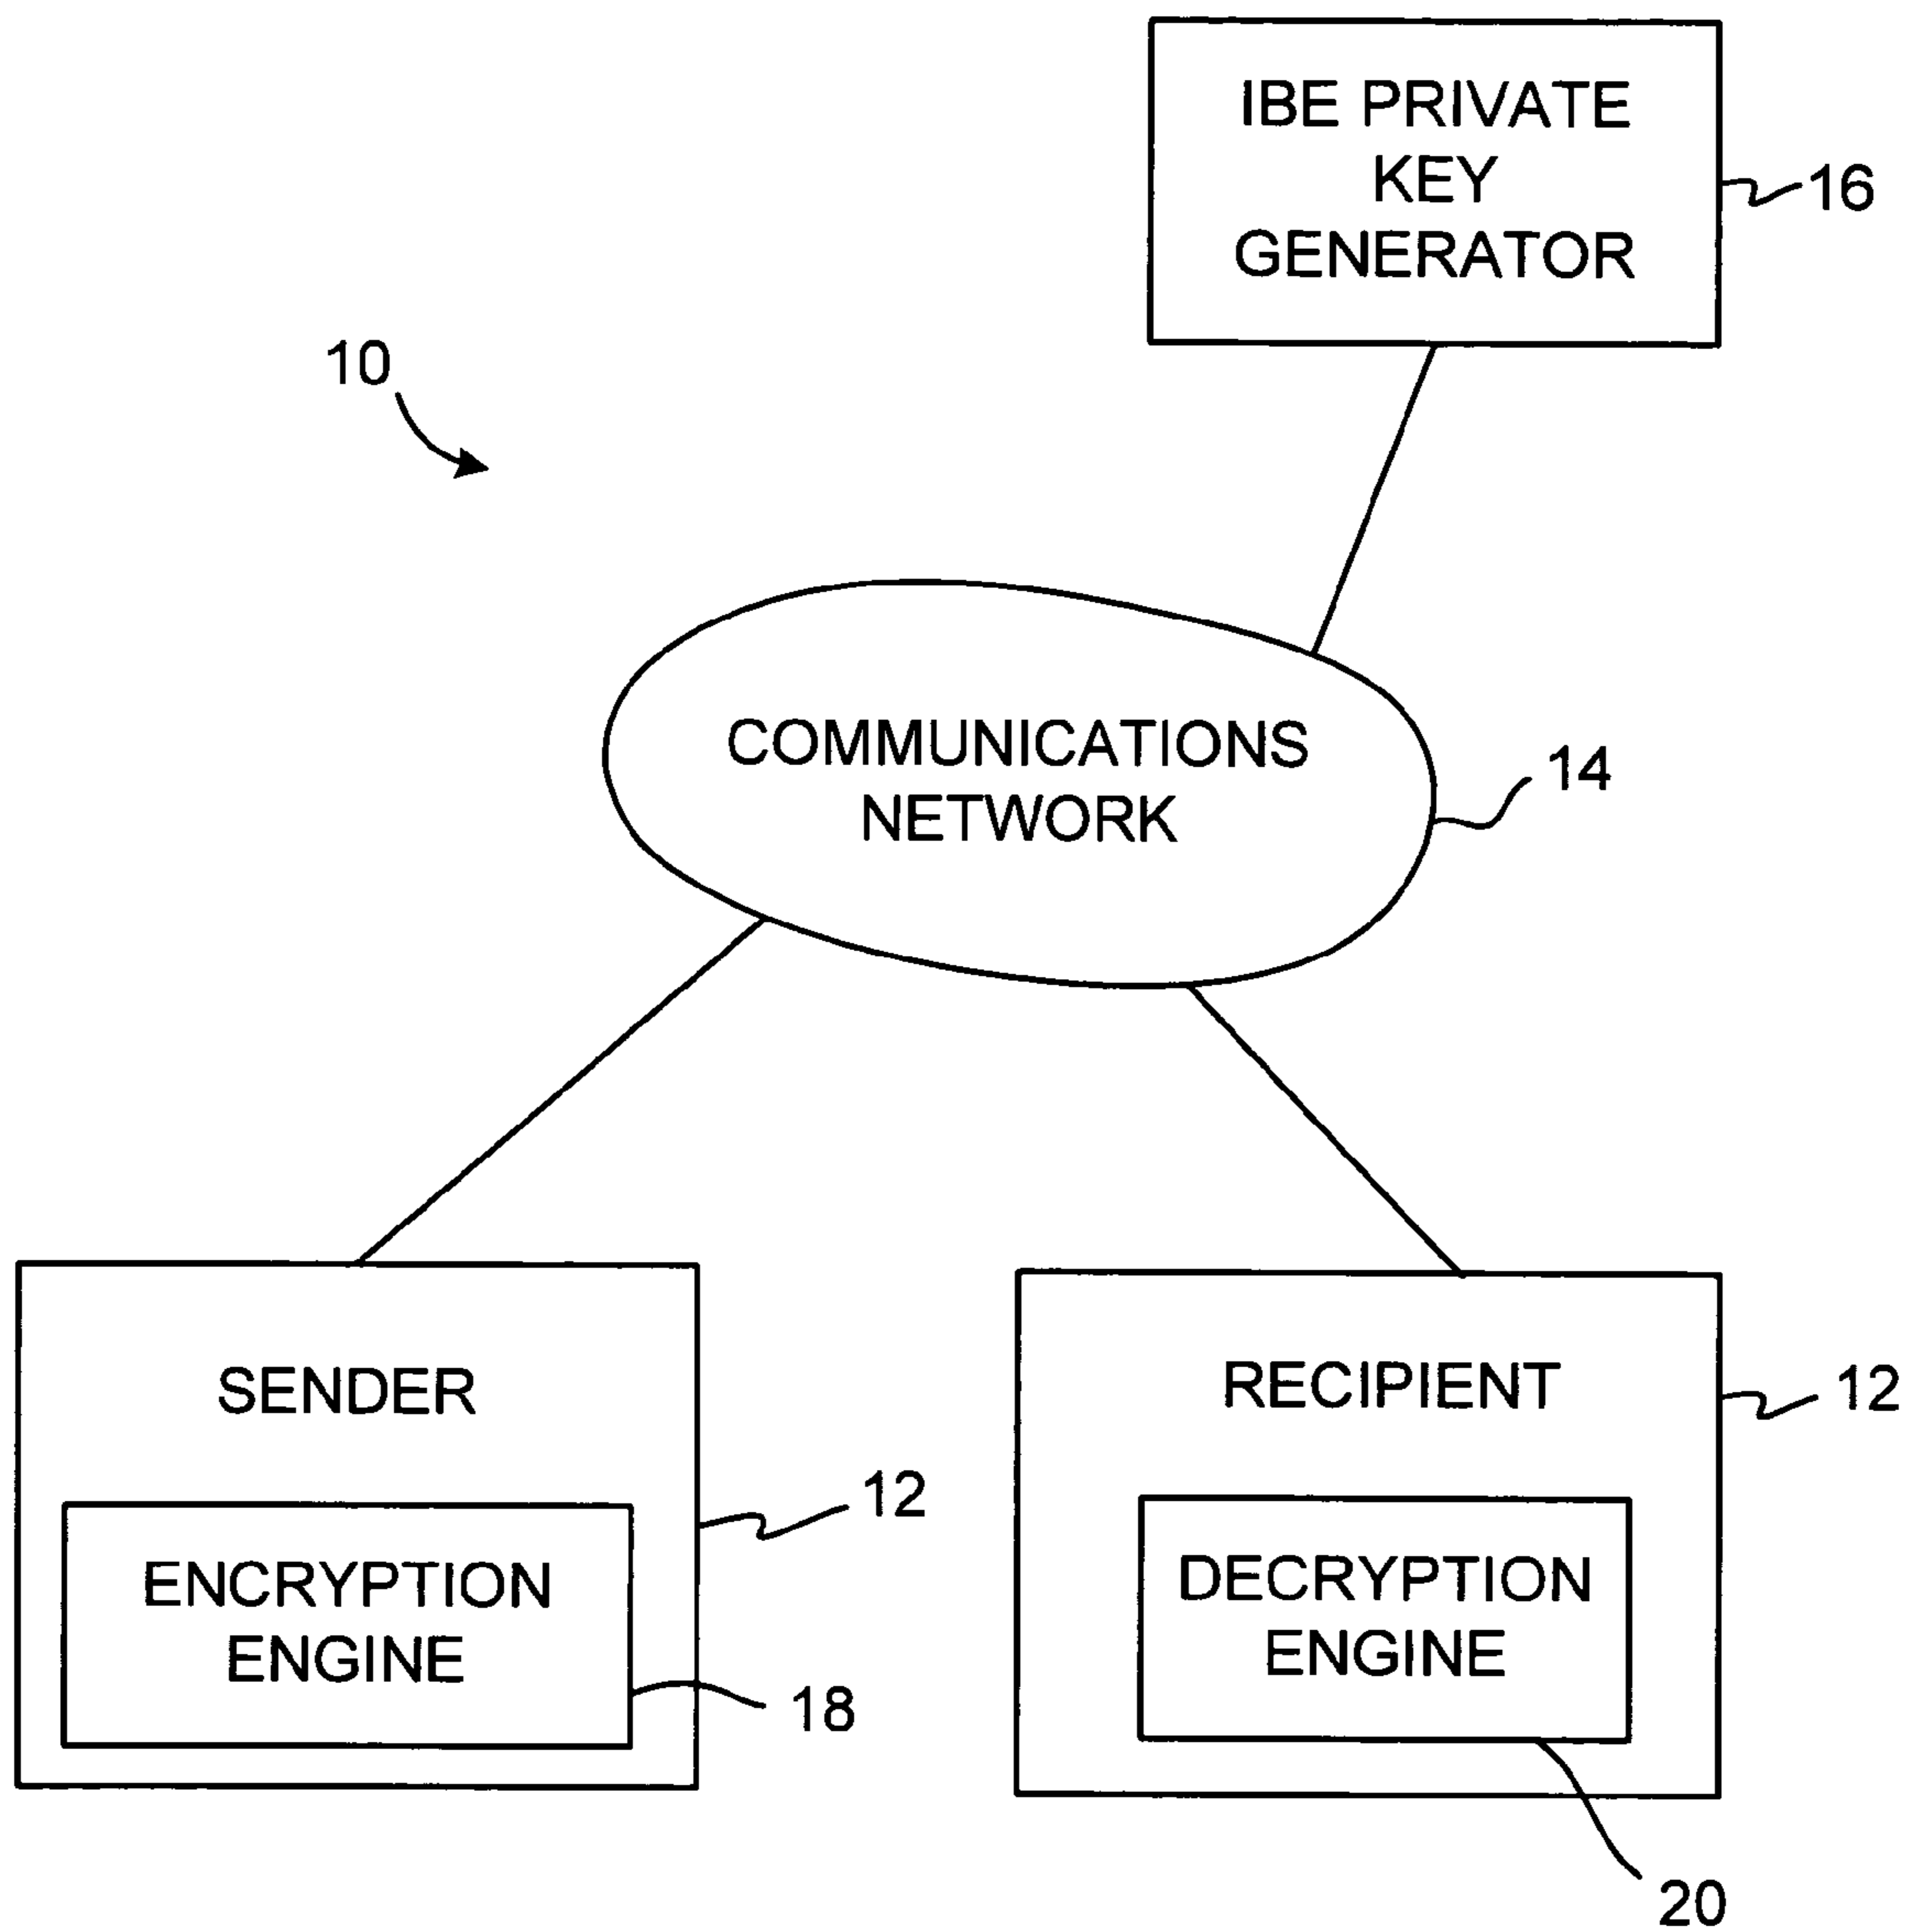 IBE PRIVATE
KEY
GENERATOR
16
10
COMMUNICATIONS
NETWORK
14
SENDER
12
ENCRYPTION
ENGINE
18
RECIPIENT
12
DECRYPTION
ENGINE
20